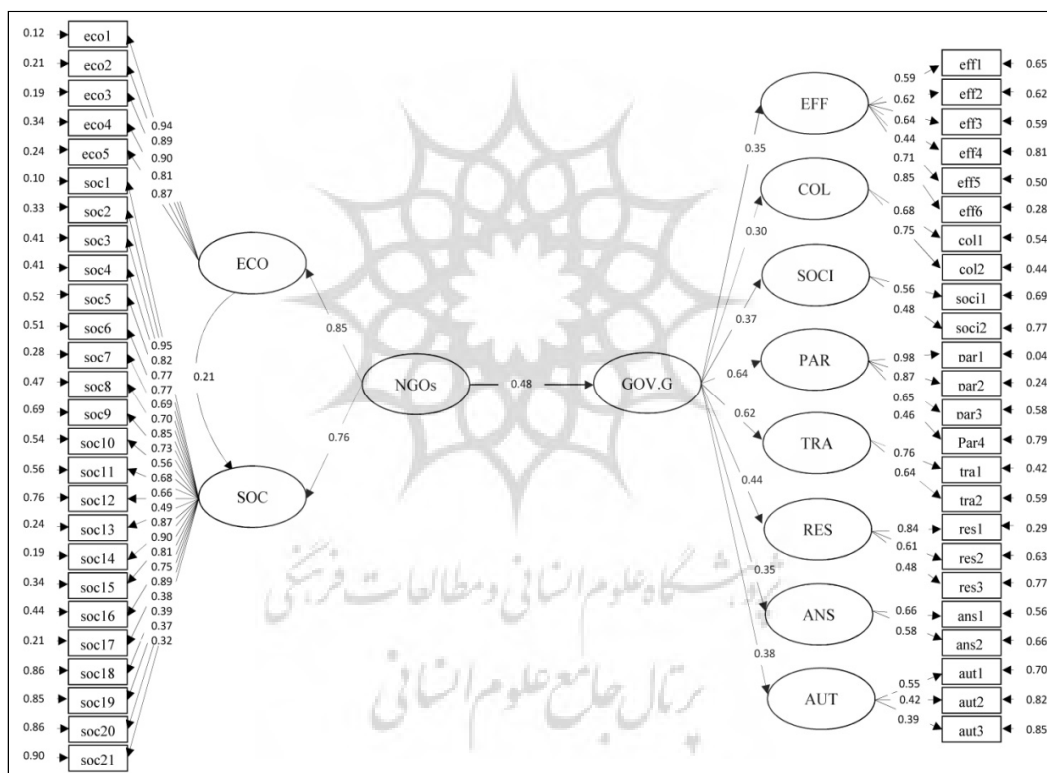 0.12 eco1
0.21 eco2
0.19 eco3
0.34 eco4
0.24 eco5
0.10 soc1
0.33 soc2
0.41 soc3
0.41 soc4
0.52 soc5
0.51 soc6
0.28 soc7
0.47 soc8
0.69 soc9
0.54 soc10
0.56 soc11
0.76 soc12
0.24 soc13
0.19 soc14
0.34 soc15
0.44 soc16
0.21 soc17
0.86 soc18
0.85 soc19
0.86 soc20
0.90 soc21
0.94
0.89
0.90
0.81
0.87
0.95
0.82
0.77
0.77
0.69
0.70
0.85
0.73
0.56
0.68
0.66
0.49
0.87
0.90
0.81
0.75
0.89
0.38
0.39
0.37
0.32
ECO
0.21
SOC
0.85
0.76
NGOs
0.48
GOV.G
0.35
0.30
0.37
0.64
0.62
0.44
0.35
0.38
EFF
COL
SOCI
PAR
TRA
RES
ANS
AUT
0.59
0.62
0.64
0.44
0.71
0.85
0.68
0.75
0.56
0.48
0.98
0.87
0.65
0.46
0.76
0.64
0.84
0.61
0.48
0.66
0.58
0.55
0.42
0.39
eff1 0.65
eff2 0.62
eff3 0.59
eff4 0.81
eff5 0.50
eff6 0.28
col1 0.54
col2 0.44
soci1 0.69
soci2 0.77
par1 0.04
par2 0.24
par3 0.58
Par4 0.79
tra1 0.42
tra2 0.59
res1 0.29
res2 0.63
res3 0.77
ans1 0.56
ans2 0.66
aut1 0.70
aut2 0.82
aut3 0.85
پژوهشگاه علوم انسانی و مطالعات فرهنگی
پرتال جامع علوم انسانی